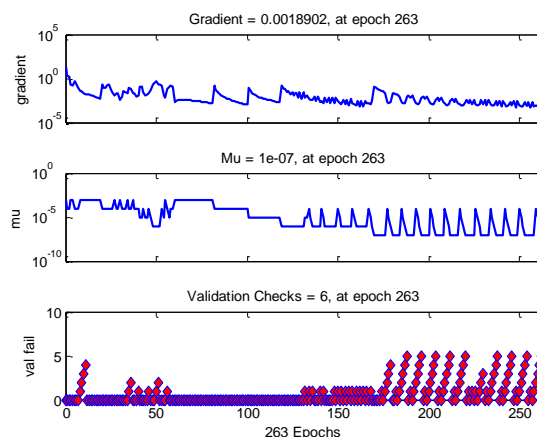 Gradient = 0.0018902, at epoch 263
10^5
10^0
10^-5
gradient
Mu = 1e-07, at epoch 263
10^0
10^-5
10^-10
mu
Validation Checks = 6, at epoch 263
10
5
0
val fail
0 50 100 150 200 250
263 Epochs